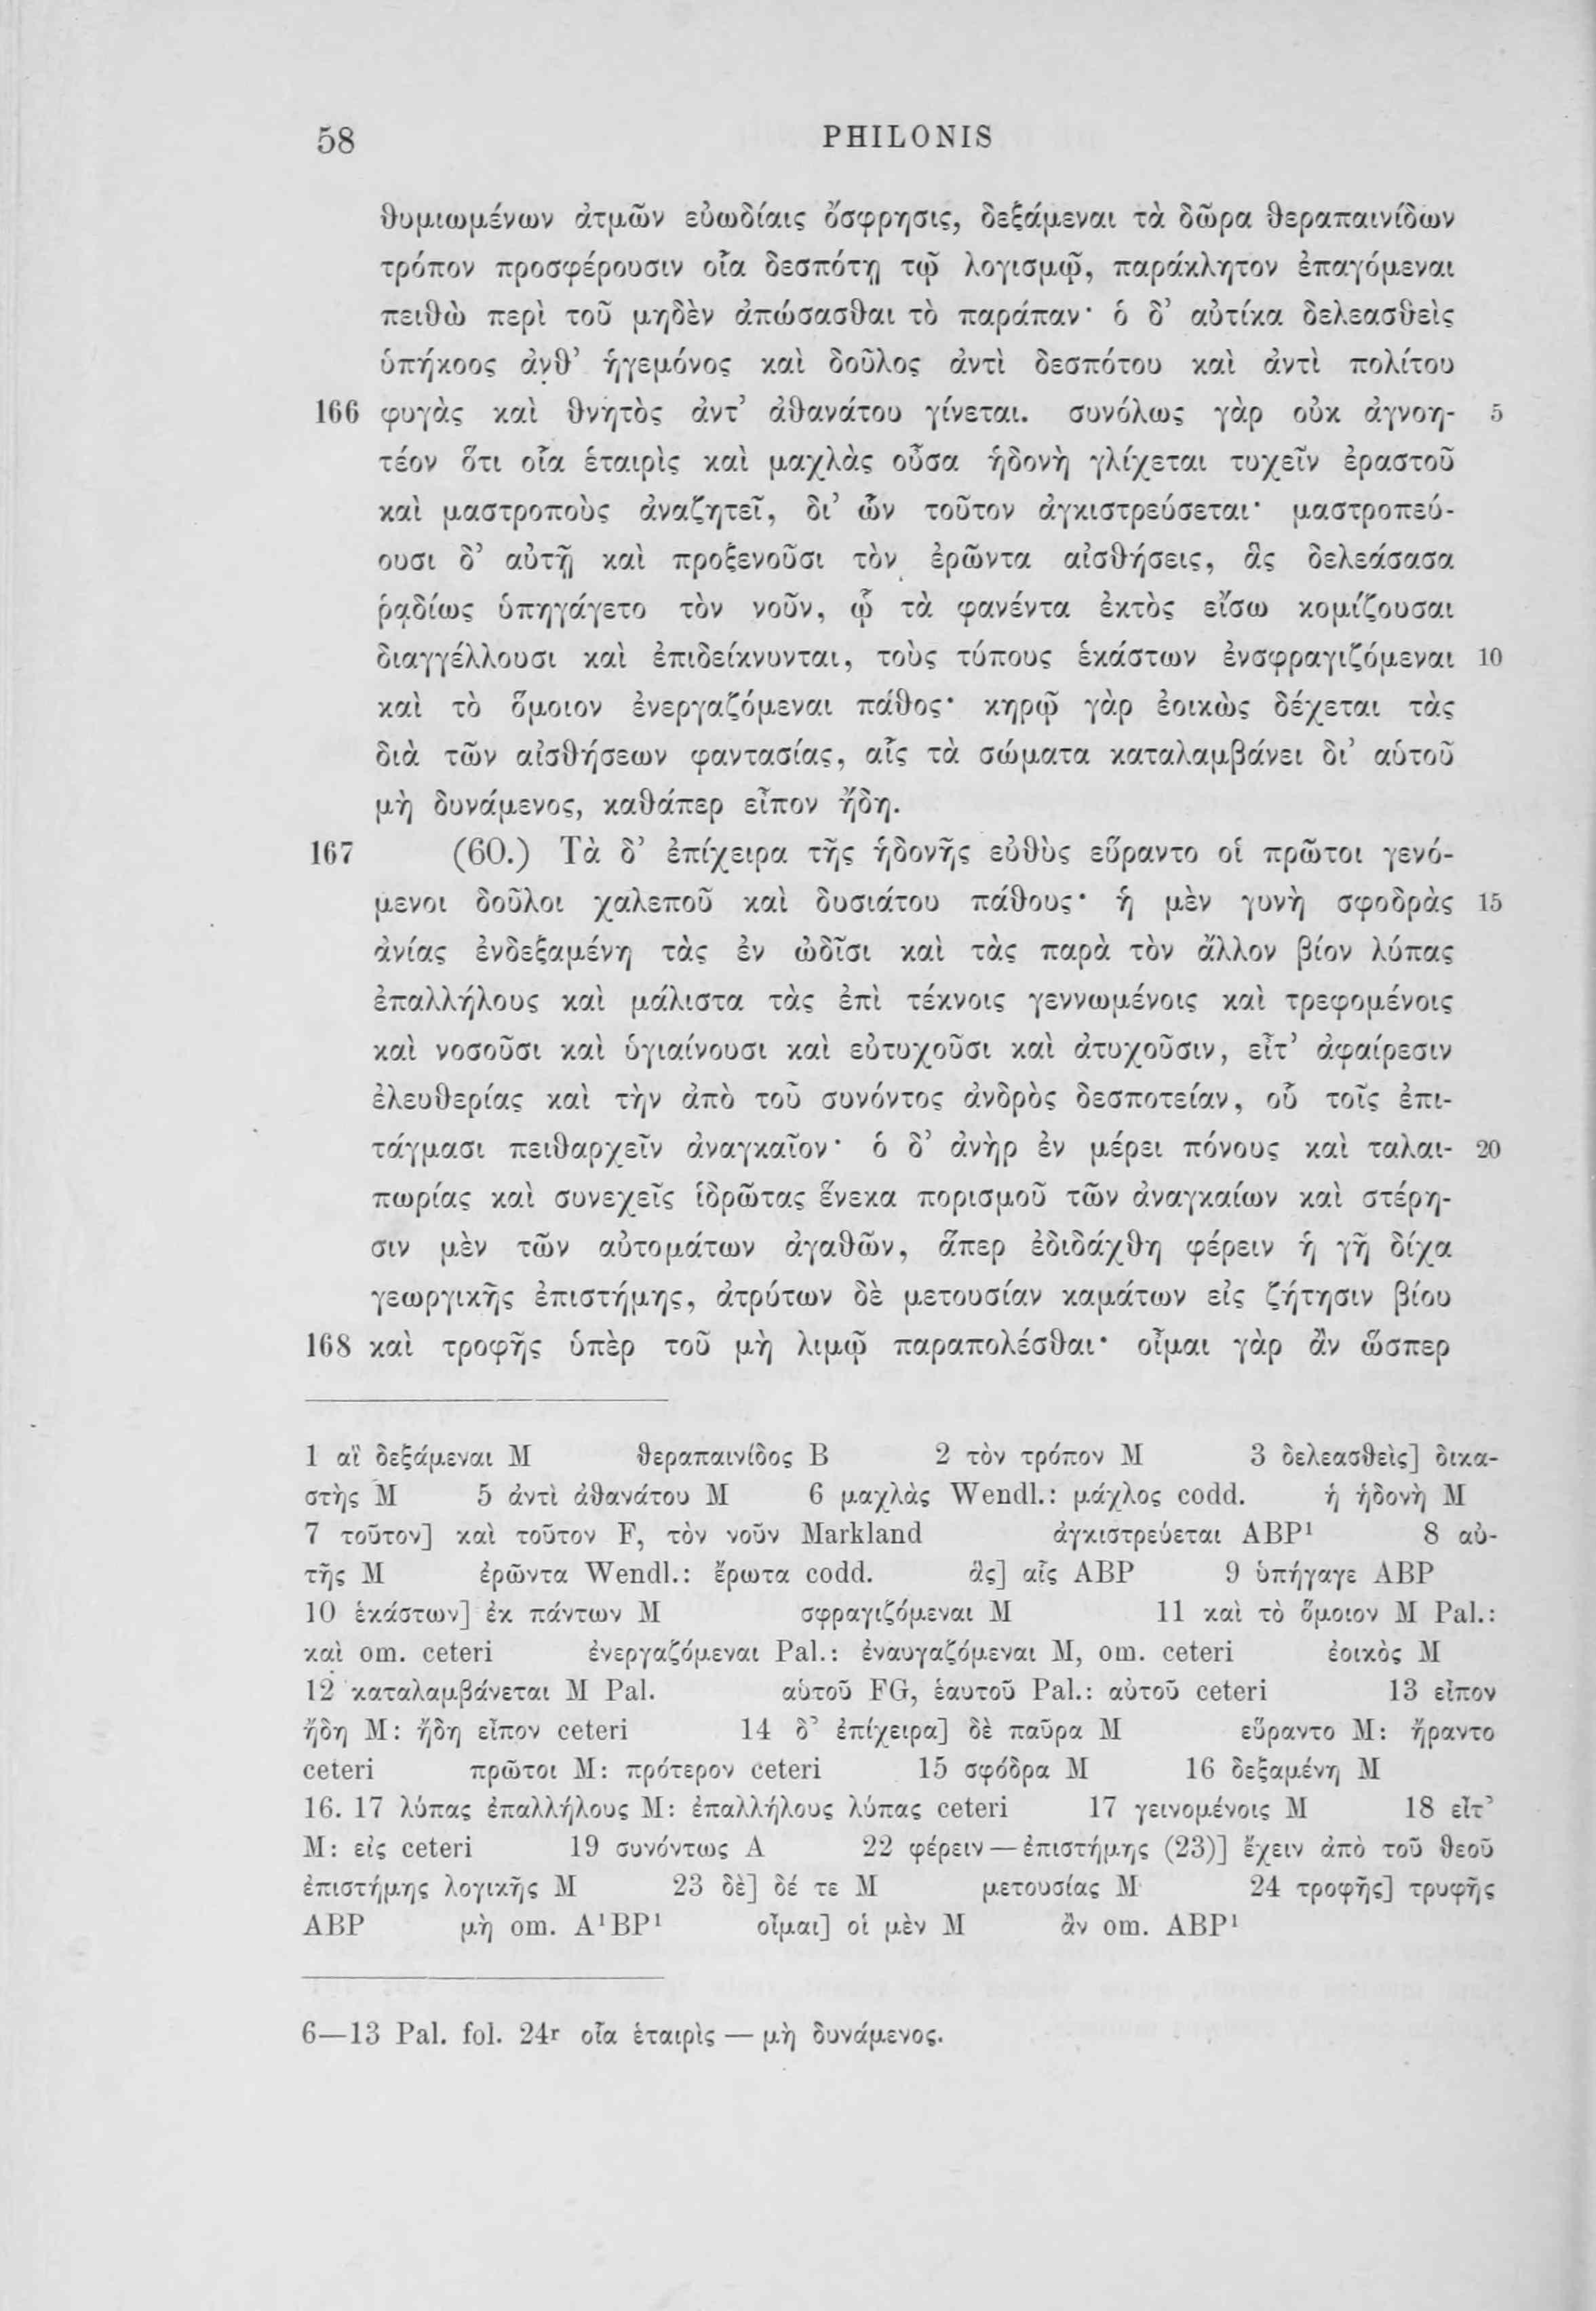 58 PHILONIS
θυμιωμένων ἀτμῶν εὐωδίαις ὄσφρησις, δεξάμεναι τὰ δῶρα θεραπαινίδων
τρόπον προσφέρουσιν οἷα δεσπότῃ τῷ λογισμῷ, παράκλητον ἐπαγόμεναι
πειθὼ περὶ τοῦ μηδὲν ἀπώσασθαι τὸ παράπαν· ὁ δ’ αὐτίκα δελεασθεὶς
ὑπήκοος ἀνθ’ ἡγεμόνος καὶ δοῦλος ἀντὶ δεσπότου καὶ ἀντὶ πολίτου
166 φυγὰς καὶ θνητὸς ἀντ’ ἀθανάτου γίνεται. συνόλως γὰρ οὐκ ἀγνοη- 5
τέον ὅτι οἷα ἑταιρὶς καὶ μαχλὰς οὖσα ἡδονὴ γλίχεται τυχεῖν ἐραστοῦ
καὶ μαστροποὺς ἀναζητεῖ, δι’ ὧν τοῦτον ἀγκιστρεύσεται· μαστροπεύ-
ουσι δ’ αὐτῇ καὶ προξενοῦσι τὸν ἐρῶντα αἰσθήσεις, ἃς δελεάσασα
ῥᾳδίως ὑπηγάγετο τὸν νοῦν, ᾧ τὰ φανέντα ἐκτὸς εἴσω κομίζουσαι
διαγγέλλουσι καὶ ἐπιδείκνυνται, τοὺς τύπους ἑκάστων ἐνσφραγιζόμεναι 10
καὶ τὸ ὅμοιον ἐνεργαζόμεναι πάθος· κηρῷ γὰρ ἐοικὼς δέχεται τὰς
διὰ τῶν αἰσθήσεων φαντασίας, αἷς τὰ σώματα καταλαμβάνει δι’ αὑτοῦ
μὴ δυνάμενος, καθάπερ εἶπον ἤδη.
167 (60.) Τὰ δ’ ἐπίχειρα τῆς ἡδονῆς εὐθὺς εὕραντο οἱ πρῶτοι γενό-
μενοι δοῦλοι χαλεποῦ καὶ δυσιάτου πάθους· ἡ μὲν γυνὴ σφοδρὰς 15
ἀνίας ἐνδεξαμένη τὰς ἐν ὠδῖσι καὶ τὰς παρὰ τὸν ἄλλον βίον λύπας
ἐπαλλήλους καὶ μάλιστα τὰς ἐπὶ τέκνοις γεννωμένοις καὶ τρεφομένοις
καὶ νοσοῦσι καὶ ὑγιαίνουσι καὶ εὐτυχοῦσι καὶ ἀτυχοῦσιν, εἶτ’ ἀφαίρεσιν
ἐλευθερίας καὶ τὴν ἀπὸ τοῦ συνόντος ἀνδρὸς δεσποτείαν, οὗ τοῖς ἐπι-
τάγμασι πειθαρχεῖν ἀναγκαῖον· ὁ δ’ ἀνὴρ ἐν μέρει πόνους καὶ ταλαι- 20
πωρίας καὶ συνεχεῖς ἱδρῶτας ἕνεκα πορισμοῦ τῶν ἀναγκαίων καὶ στέρη-
σιν μὲν τῶν αὐτομάτων ἀγαθῶν, ἅπερ ἐδιδάχθη φέρειν ἡ γῆ δίχα
γεωργικῆς ἐπιστήμης, ἀτρύτων δὲ μετουσίαν καμάτων εἰς ζήτησιν βίου
168 καὶ τροφῆς ὑπὲρ τοῦ μὴ λιμῷ παραπολέσθαι· οἶμαι γὰρ ἂν ὥσπερ
1 αἳ δεξάμεναι M θεραπαινίδος B 2 τὸν τρόπον M 3 δελεασθεὶς] δικα-
στὴς M 5 ἀντὶ ἀθανάτου M 6 μαχλὰς Wendl.: μάχλος codd. ἡ ἡδονὴ M
7 τοῦτον] καὶ τοῦτον F, τὸν νοῦν Markland ἀγκιστρεύεται ABP¹ 8 αὐ-
τῆς M ἐρῶντα Wendl.: ἔρωτα codd. ἃς] αἷς ABP 9 ὑπήγαγε ABP
10 ἑκάστων] ἐκ πάντων M σφραγιζόμεναι M 11 καὶ τὸ ὅμοιον M Pal.:
καὶ om. ceteri ἐνεργαζόμεναι Pal.: ἐναυγαζόμεναι M, om. ceteri ἐοικὸς M
12 καταλαμβάνεται M Pal. αὑτοῦ FG, ἑαυτοῦ Pal.: αὐτοῦ ceteri 13 εἶπον
ἤδη M: ἤδη εἶπον ceteri 14 δ’ ἐπίχειρα] δὲ παῦρα M εὕραντο M: ἤραντο
ceteri πρῶτοι M: πρότερον ceteri 15 σφόδρα M 16 δεξαμένη M
16. 17 λύπας ἐπαλλήλους M: ἐπαλλήλους λύπας ceteri 17 γεινομένοις M 18 εἶτ’
M: εἰς ceteri 19 συνόντως A 22 φέρειν — ἐπιστήμης (23)] ἔχειν ἀπὸ τοῦ θεοῦ
ἐπιστήμης λογικῆς M 23 δὲ] δέ τε M μετουσίας M 24 τροφῆς] τρυφῆς
ABP μὴ om. A¹BP¹ οἶμαι] οἱ μὲν M ἂν om. ABP¹
6—13 Pal. fol. 24r οἷα ἑταιρὶς — μὴ δυνάμενος.